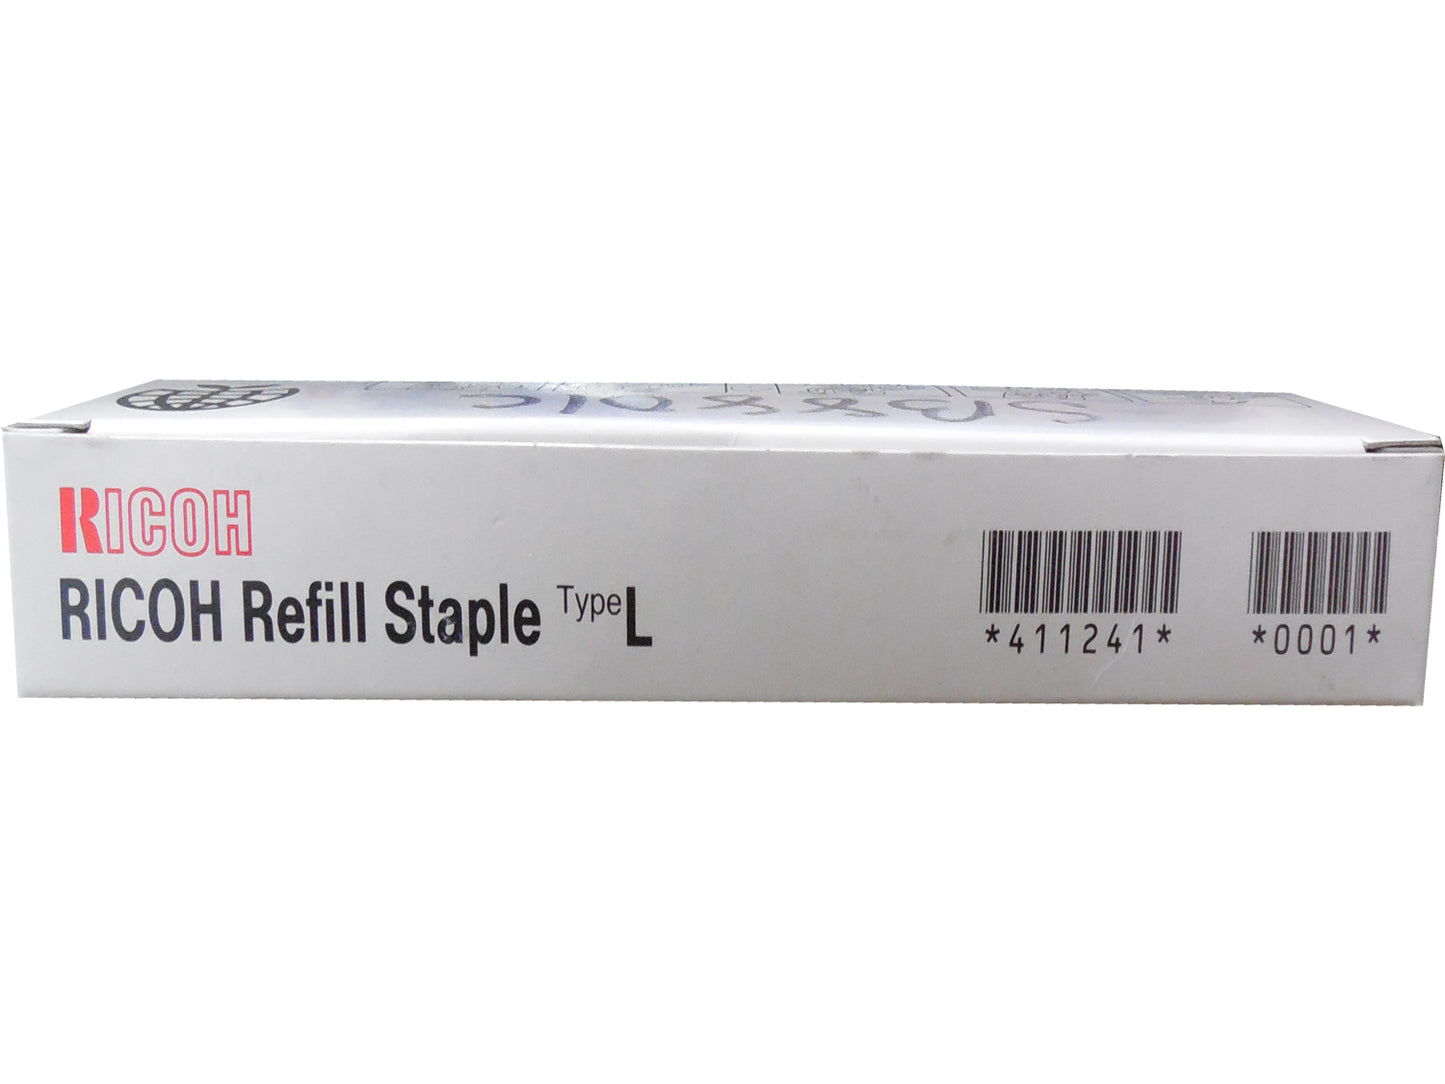 RICOH
RICOH Refill Staple Type L
*411241*
*0001*